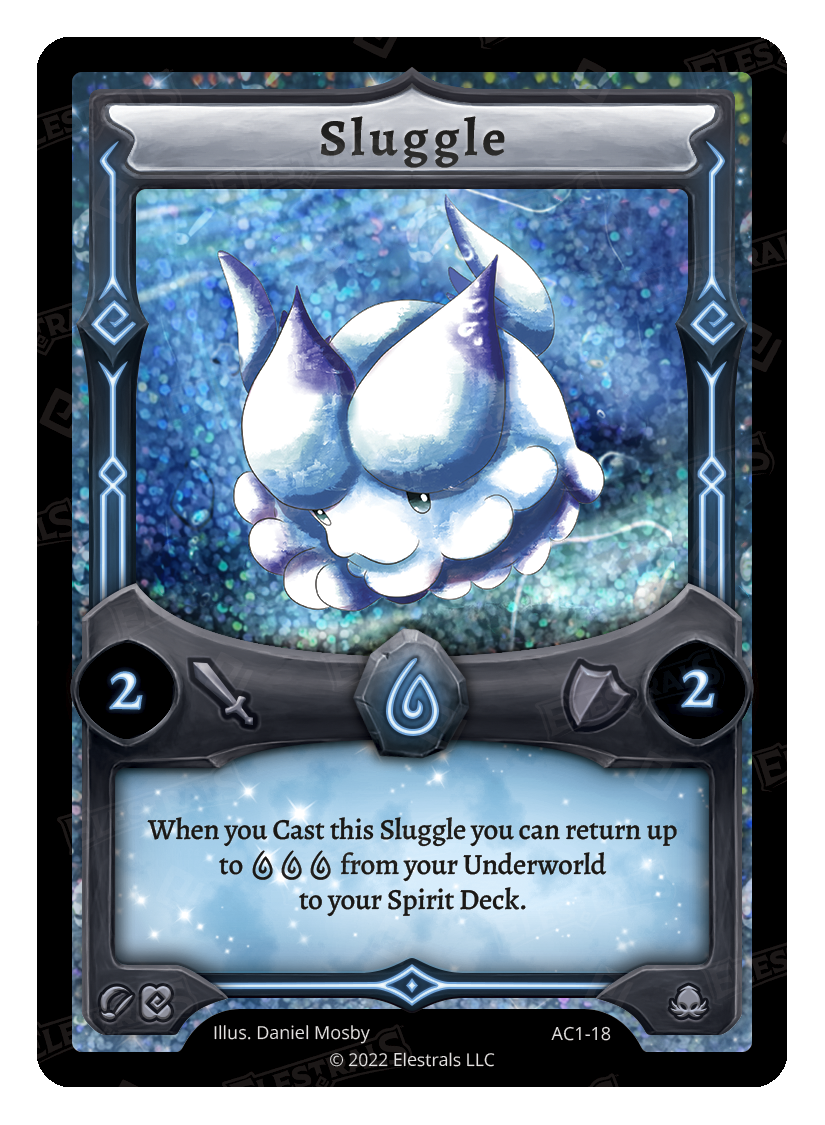 Sluggle
2
2
When you Cast this Sluggle you can return up
to from your Underworld
to your Spirit Deck.
Illus. Daniel Mosby
AC1-18
© 2022 Elestrals LLC